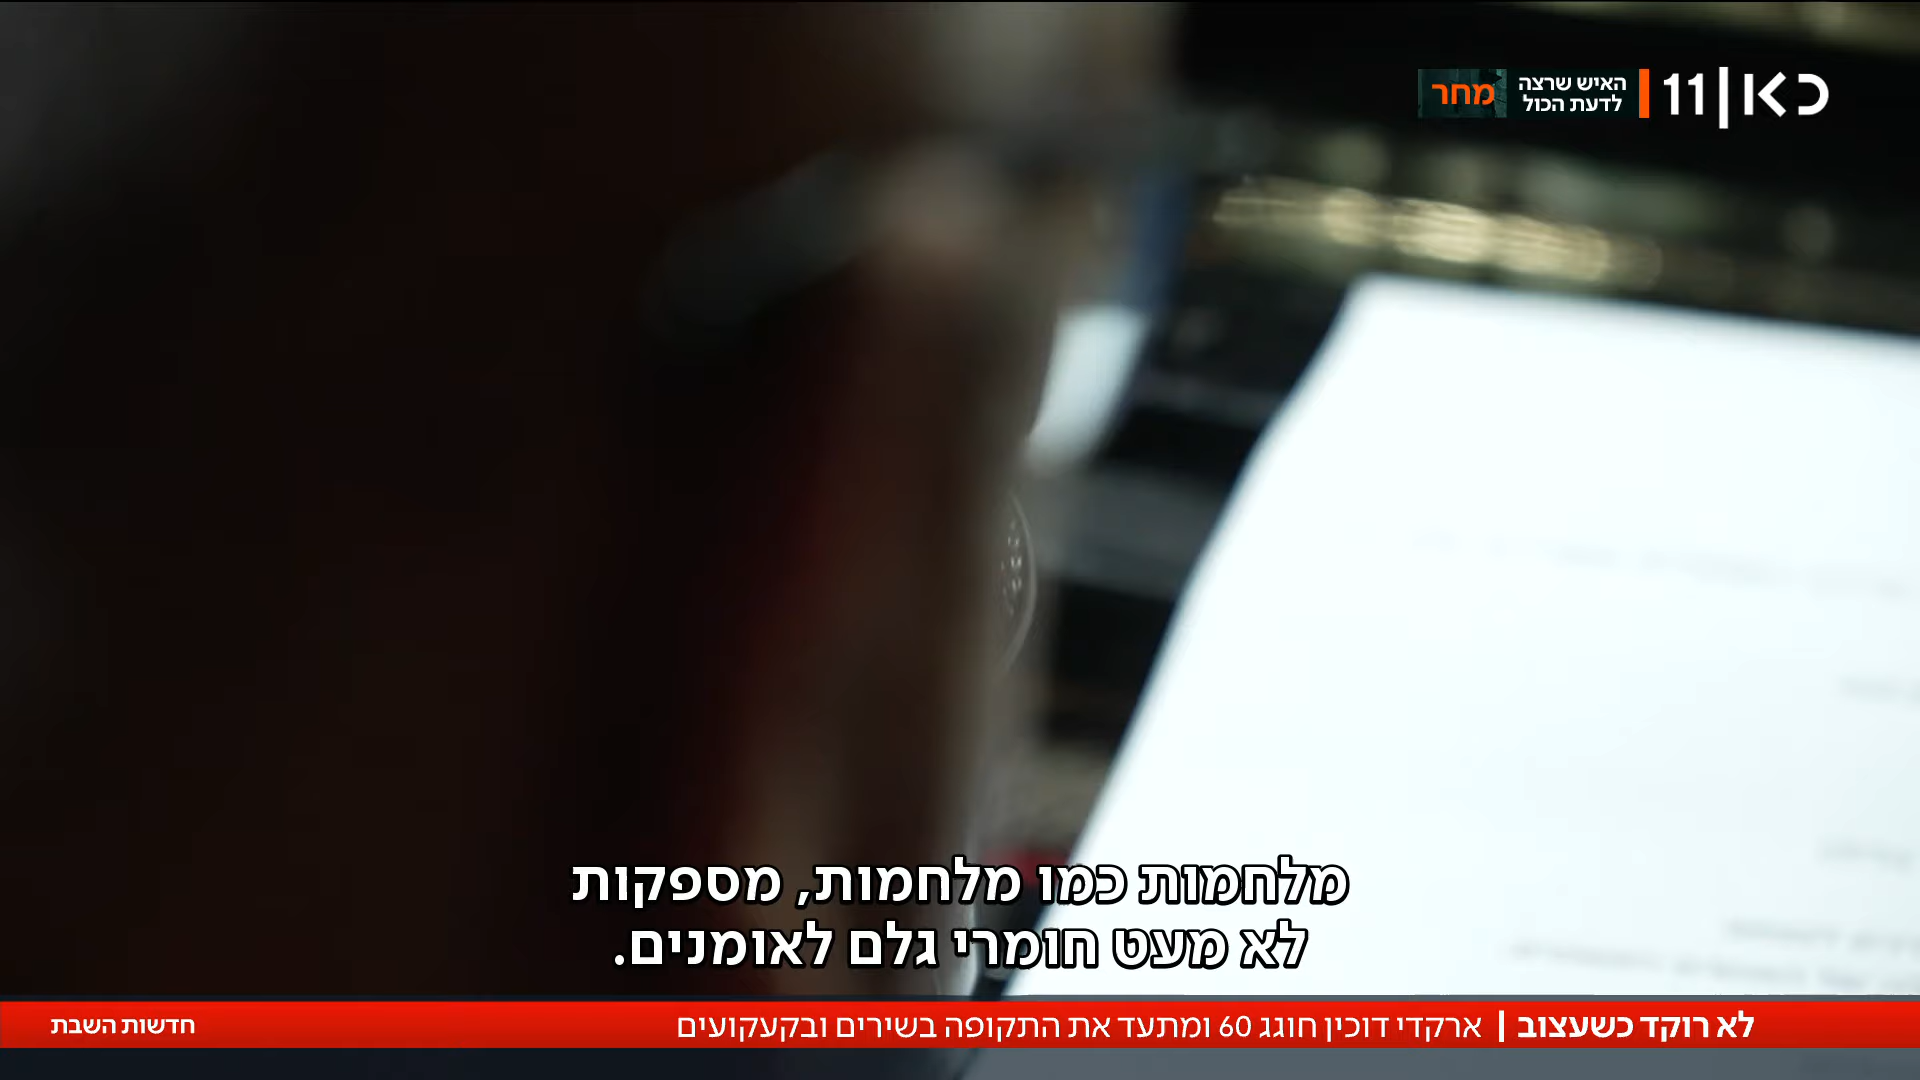 כאן|11
האיש שרצה
לדעת הכול
מחר
מלחמות כמו מלחמות, מספקות
לא מעט חומרי גלם לאומנים.
לא רוקד כשעצוב | ארקדי דוכין חוגג 60 ומתעד את התקופה בשירים ובקעקועים
חדשות השבת